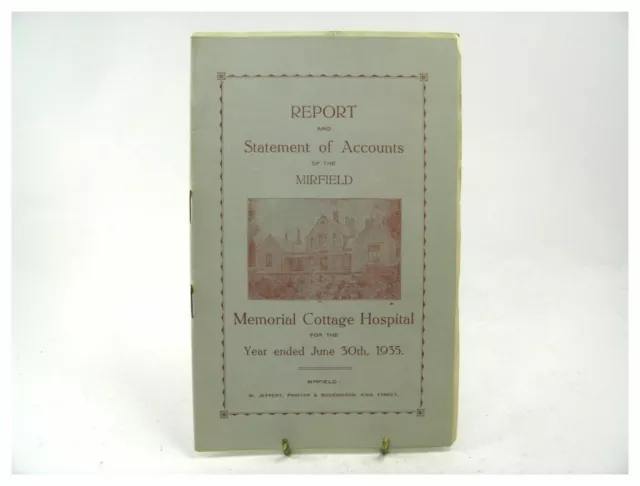 REPORT
AND
Statement of Accounts
OF THE
MIRFIELD
Memorial Cottage Hospital
FOR THE
Year ended June 30th, 1935.
MIRFIELD:
W. JEFFERY, PRINTER & BOOKBINDER, KING STREET.